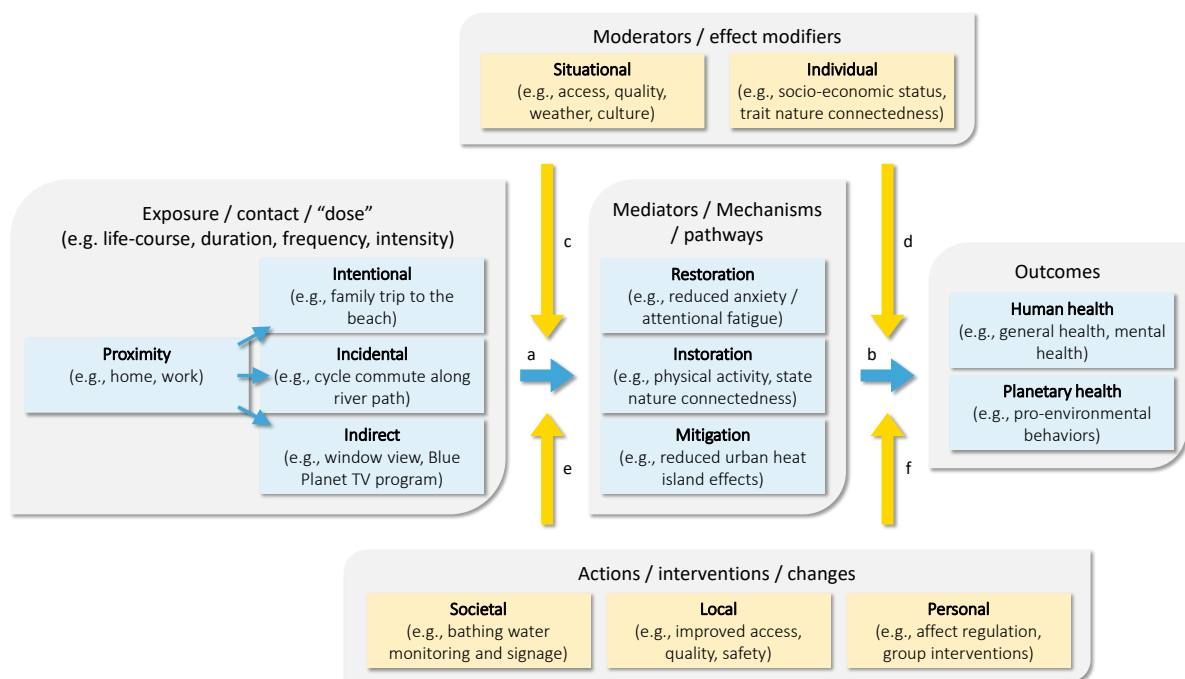 Moderators / effect modifiers
Situational
(e.g., access, quality,
weather, culture)
Individual
(e.g., socio-economic status,
trait nature connectedness)
Exposure / contact / “dose”
(e.g. life-course, duration, frequency, intensity)
Intentional
(e.g., family trip to the
beach)
Proximity
(e.g., home, work)
Incidental
(e.g., cycle commute along
river path)
Indirect
(e.g., window view, Blue
Planet TV program)
c
a
e
Mediators / Mechanisms
/ pathways
Restoration
(e.g., reduced anxiety /
attentional fatigue)
Instoration
(e.g., physical activity, state
nature connectedness)
Mitigation
(e.g., reduced urban heat
island effects)
d
b
f
Outcomes
Human health
(e.g., general health, mental
health)
Planetary health
(e.g., pro-environmental
behaviors)
Actions / interventions / changes
Societal
(e.g., bathing water
monitoring and signage)
Local
(e.g., improved access,
quality, safety)
Personal
(e.g., affect regulation,
group interventions)